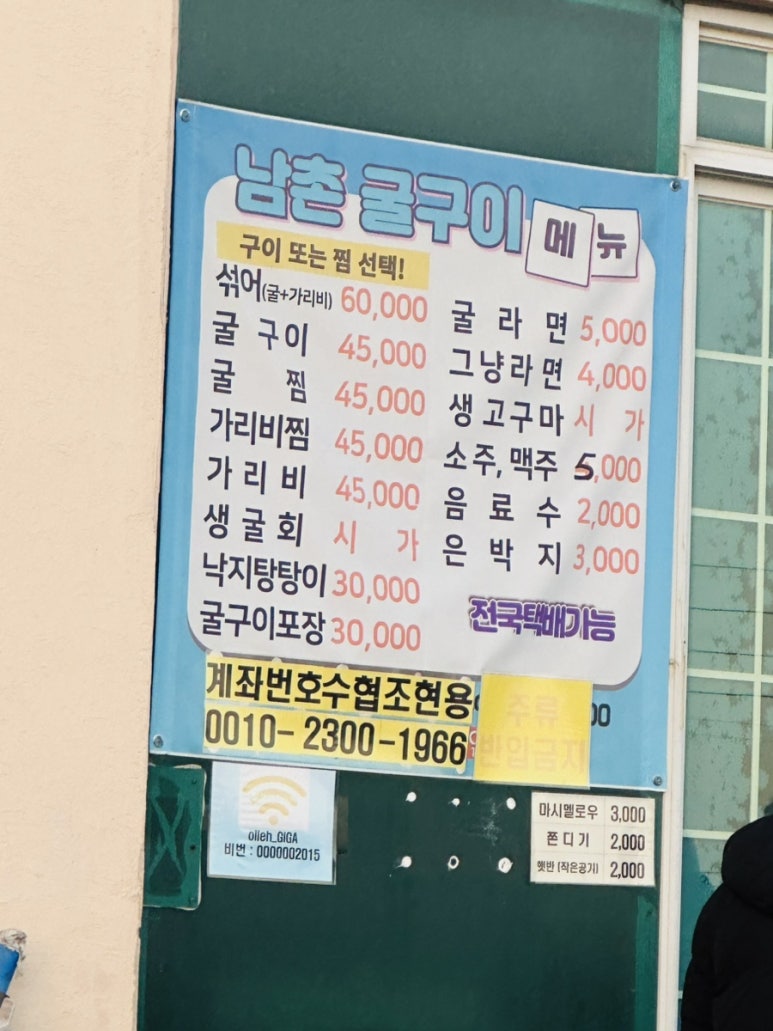 남촌 굴구이 메뉴
구이 또는 찜 선택!
섞어(굴+가리비) 60,000
굴 구이 45,000
굴 찜 45,000
가리비찜 45,000
가리비 45,000
생굴회 시가
낙지탕탕이 30,000
굴구이포장 30,000
굴라면 5,000
그냥라면 4,000
생고구마 시가
소주,맥주 5,000
음료수 2,000
은박지 3,000
전국택배가능
계좌번호수협조현용
0010-2300-1966
주류
반입금지
00
olleh_GiGA
비번 : 0000002015
마시멜로우 3,000
쫀디기 2,000
햇반 (작은공기) 2,000